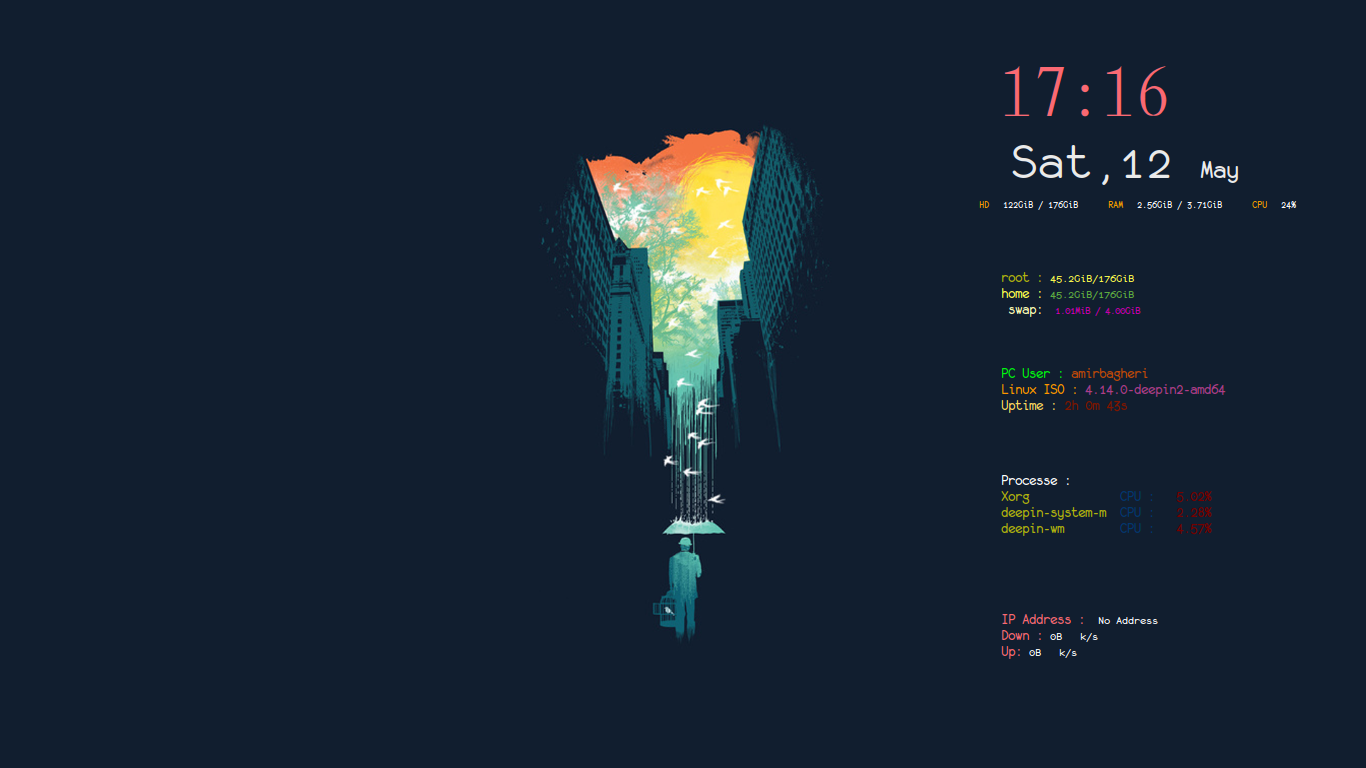 17:16
Sat,12 May
HD 122GiB / 176GiB RAM 2.56GiB / 3.71GiB CPU 24%
root : 45.2GiB/176GiB
home : 45.2GiB/176GiB
swap: 1.01MiB / 4.00GiB
PC User : amirbagheri
Linux ISO : 4.14.0-deepin2-amd64
Uptime : 2h 0m 43s
Processe :
Xorg CPU : 5.02%
deepin-system-m CPU : 2.28%
deepin-wm CPU : 4.57%
IP Address : No Address
Down : 0B k/s
Up: 0B k/s